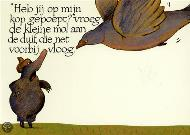 "Heb jij op mijn
kop gepoept?" vroeg
de kleine mol aan
de duif, die net
voorbij vloog.